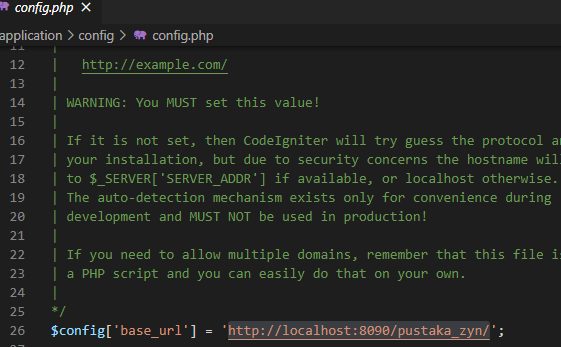 config.php ×
application > config > config.php
11 |
12 | http://example.com/
13 |
14 | WARNING: You MUST set this value!
15 |
16 | If it is not set, then CodeIgniter will try guess the protocol
17 | your installation, but due to security concerns the hostname
18 | to $_SERVER['SERVER_ADDR'] if available, or localhost otherwise.
19 | The auto-detection mechanism exists only for convenience during
20 | development and MUST NOT be used in production!
21 |
22 | If you need to allow multiple domains, remember that this file
23 | a PHP script and you can easily do that on your own.
24 |
25 */
26 $config['base_url'] = 'http://localhost:8090/pustaka_zyn/';
27